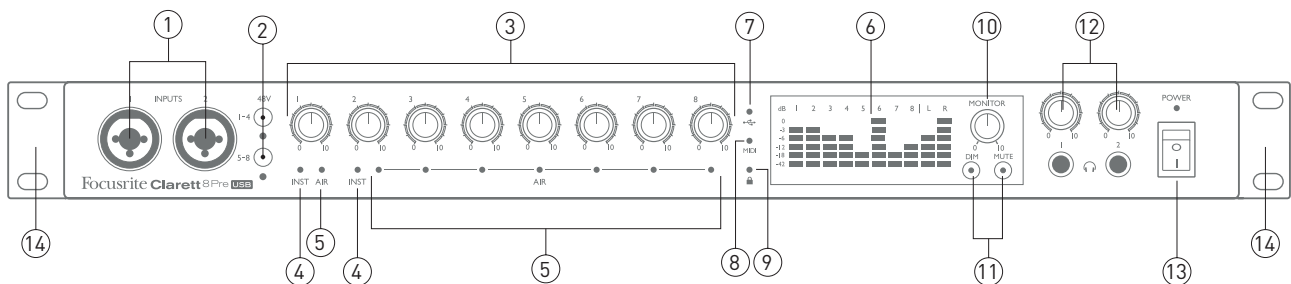 1 2 3 7 6 10 12
1 INPUTS 2 48V 1 2 3 4 5 6 7 8
1-4
5-8
0 10 0 10 0 10 0 10 0 10 0 10 0 10 0 10
INST AIR INST AIR
MIDI
dB 1 2 3 4 5 6 7 8 L R
0
-3
-6
-12
-18
-42
MONITOR
0 10
DIM MUTE
0 10 0 10
1 2
POWER
O
I
Focusrite Clarett 8Pre USB
14 4 5 4 5 8 9 11 13 14